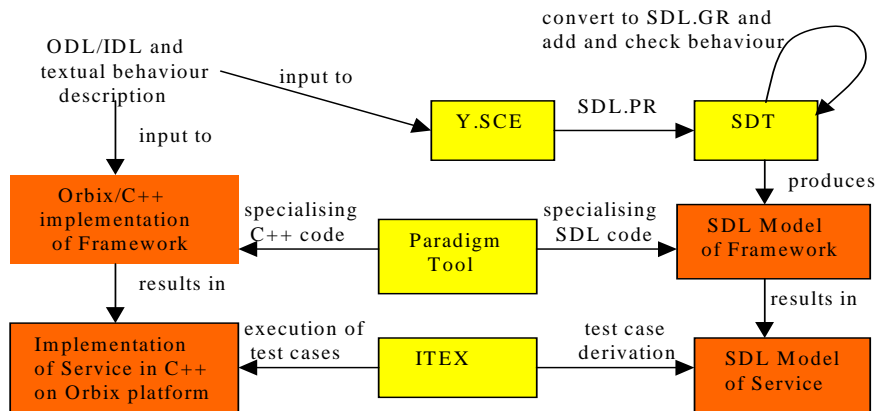 convert to SDL.GR and
add and check behaviour
ODL/IDL and
textual behaviour
description
input to
Y.SCE
SDL.PR
SDT
input to
produces
Orbix/C++
implementation
of Framework
specialising
C++ code
Paradigm
Tool
specialising
SDL code
SDL Model
of Framework
results in
results in
Implementation
of Service in C++
on Orbix platform
execution of
test cases
ITEX
test case
derivation
SDL Model
of Service